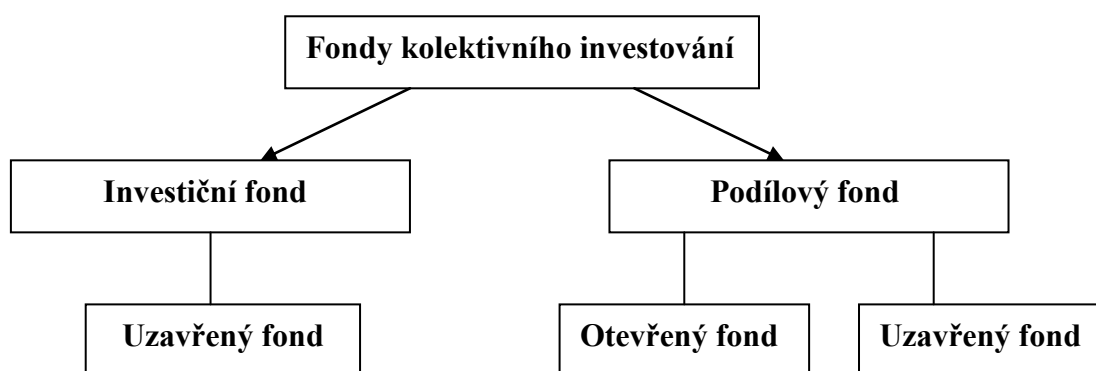 Fondy kolektivního investování
Investiční fond
Podílový fond
Uzavřený fond
Otevřený fond
Uzavřený fond